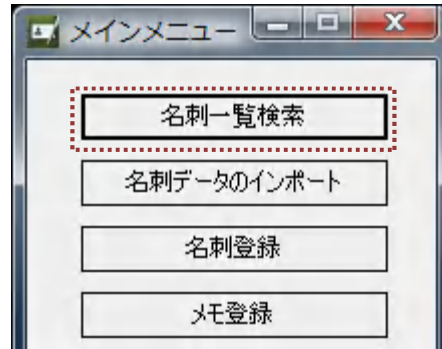 メインメニュー
名刺一覧検索
名刺データのインポート
名刺登録
メモ登録